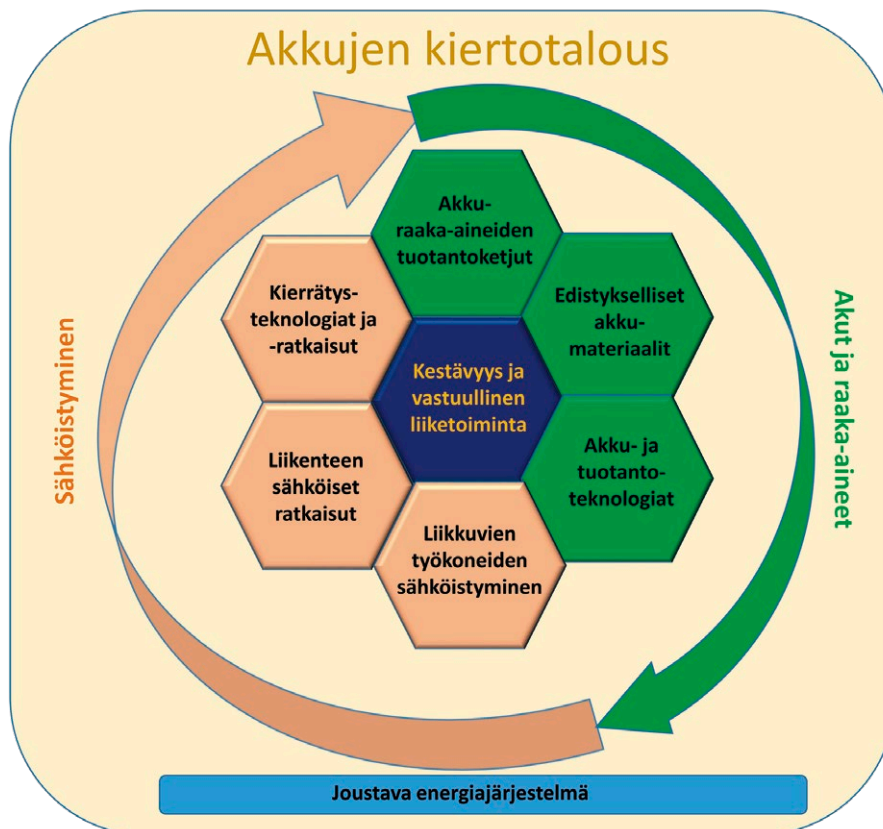 Akkujen kiertotalous
Akku-
raaka-aineiden
tuotantoketjut
Edistykselliset
akku-
materiaalit
Akku- ja
tuotanto-
teknologiat
Liikkuvien
työkoneiden
sähköistyminen
Liikenteen
sähköiset
ratkaisut
Kierrätys-
teknologiat ja
-ratkaisut
Kestävyys ja
vastuullinen
liiketoiminta
Sähköistyminen
Akut ja raaka-aineet
Joustava energiajärjestelmä